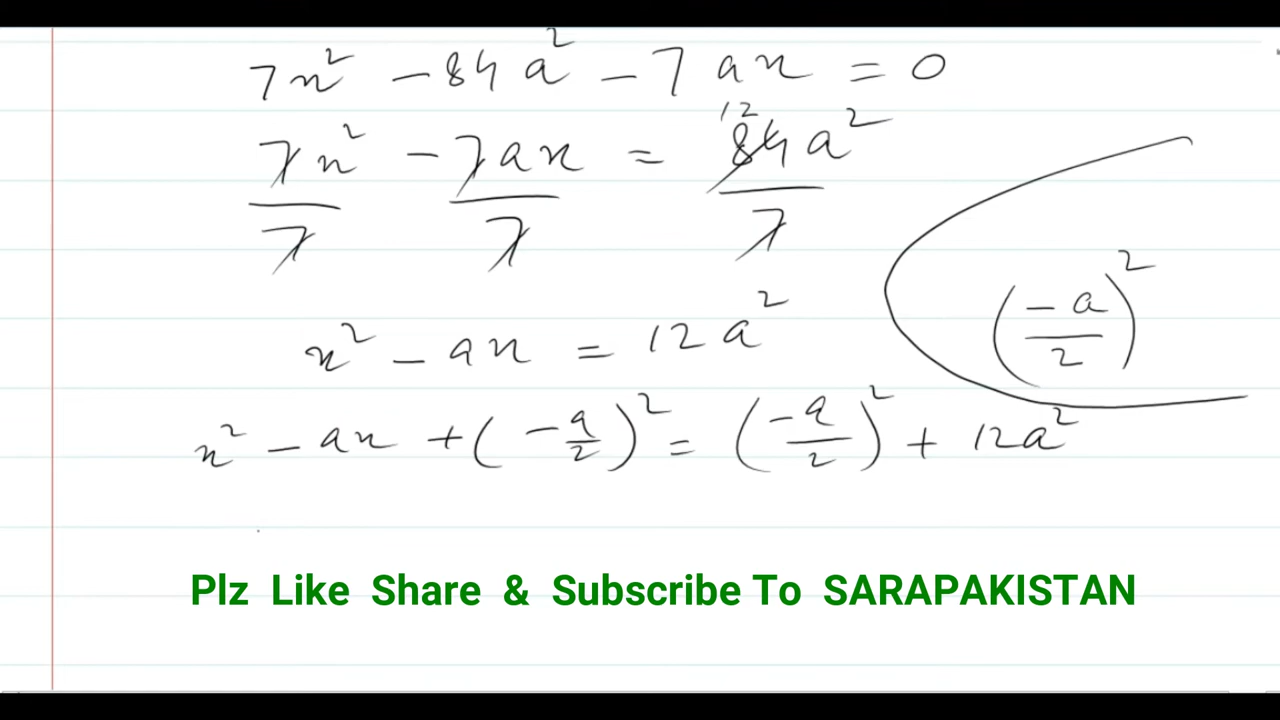 7x² - 84a² - 7ax = 0
7x²/7 - 7ax/7 = 84a²/7 12
x² - ax = 12a²
(-a/2)²
x² - ax + (-a/2)² = (-a/2)² + 12a²
Plz Like Share & Subscribe To SARAPAKISTAN